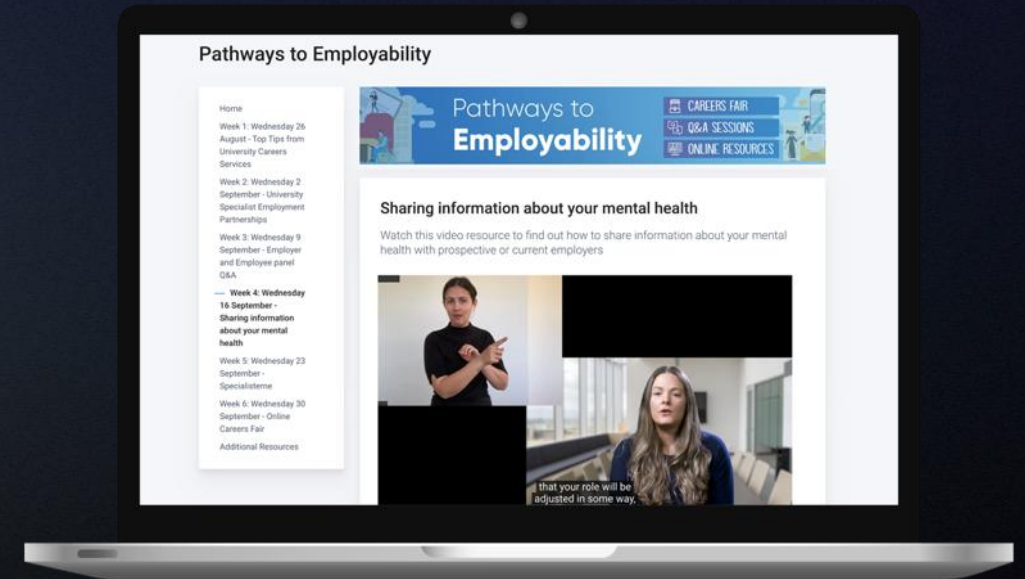 Pathways to Employability
Home
Week 1: Wednesday 26
August - Top Tips from
University Careers
Services
Week 2: Wednesday 2
September - University
Specialist Employment
Partnerships
Week 3: Wednesday 9
September - Employer
and Employee panel
Q&A
Week 4: Wednesday
16 September -
Sharing information
about your mental
health
Week 5: Wednesday 23
September -
Specialisterne
Week 6: Wednesday 30
September - Online
Careers Fair
Additional Resources
Pathways to
Employability
CAREERS FAIR
Q&A SESSIONS
ONLINE RESOURCES
Sharing information about your mental health
Watch this video resource to find out how to share information about your mental
health with prospective or current employers
that your role will be
adjusted in some way,